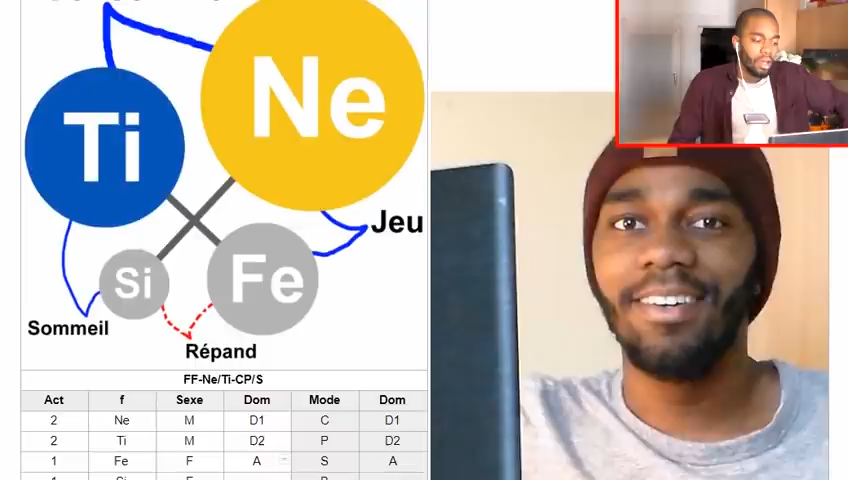 Ne
Ti
Jeu
Si
Fe
Sommeil
Répand
FF-Ne/Ti-CP/S
Act f Sexe Dom Mode Dom
2 Ne M D1 C D1
2 Ti M D2 P D2
1 Fe F A S A